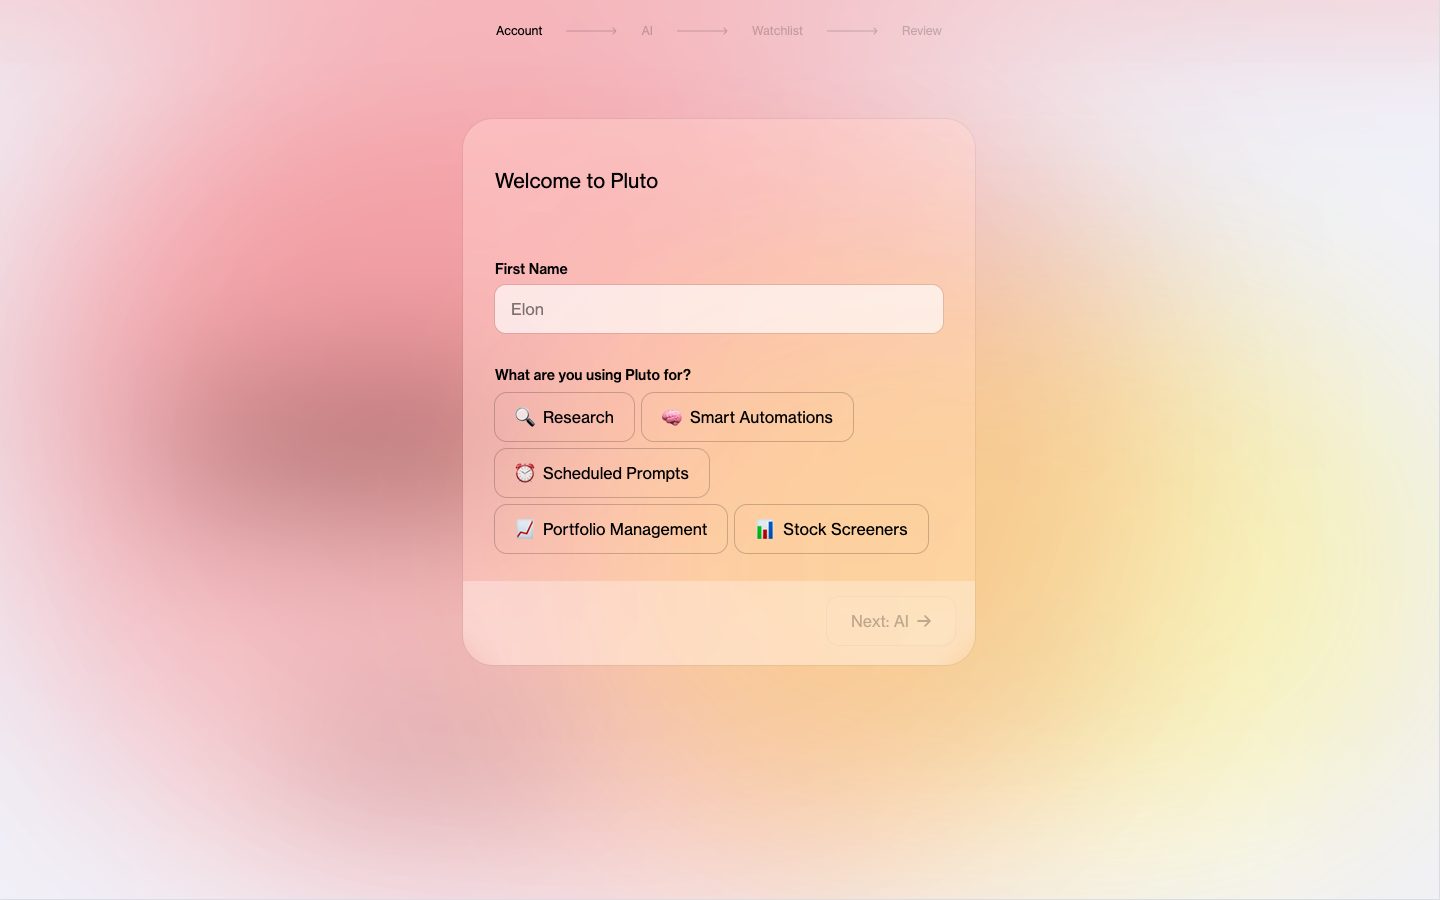 Account AI Watchlist Review
Welcome to Pluto
First Name
Elon
What are you using Pluto for?
Research Smart Automations
Scheduled Prompts
Portfolio Management Stock Screeners
Next: AI →